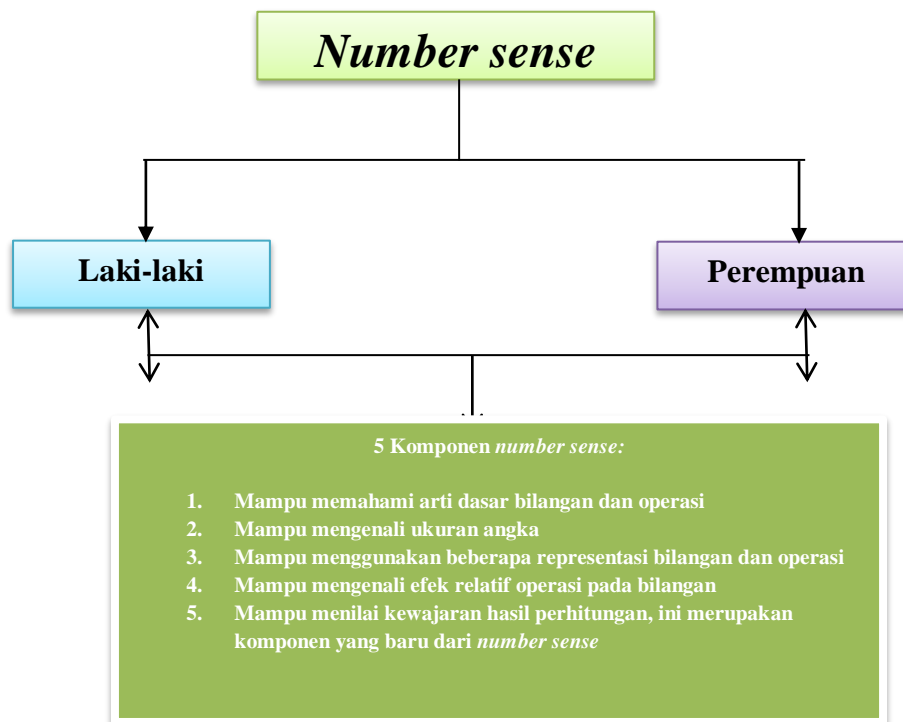 Number sense
Laki-laki
Perempuan
5 Komponen number sense:
1. Mampu memahami arti dasar bilangan dan operasi
2. Mampu mengenali ukuran angka
3. Mampu menggunakan beberapa representasi bilangan dan operasi
4. Mampu mengenali efek relatif operasi pada bilangan
5. Mampu menilai kewajaran hasil perhitungan, ini merupakan
komponen yang baru dari number sense